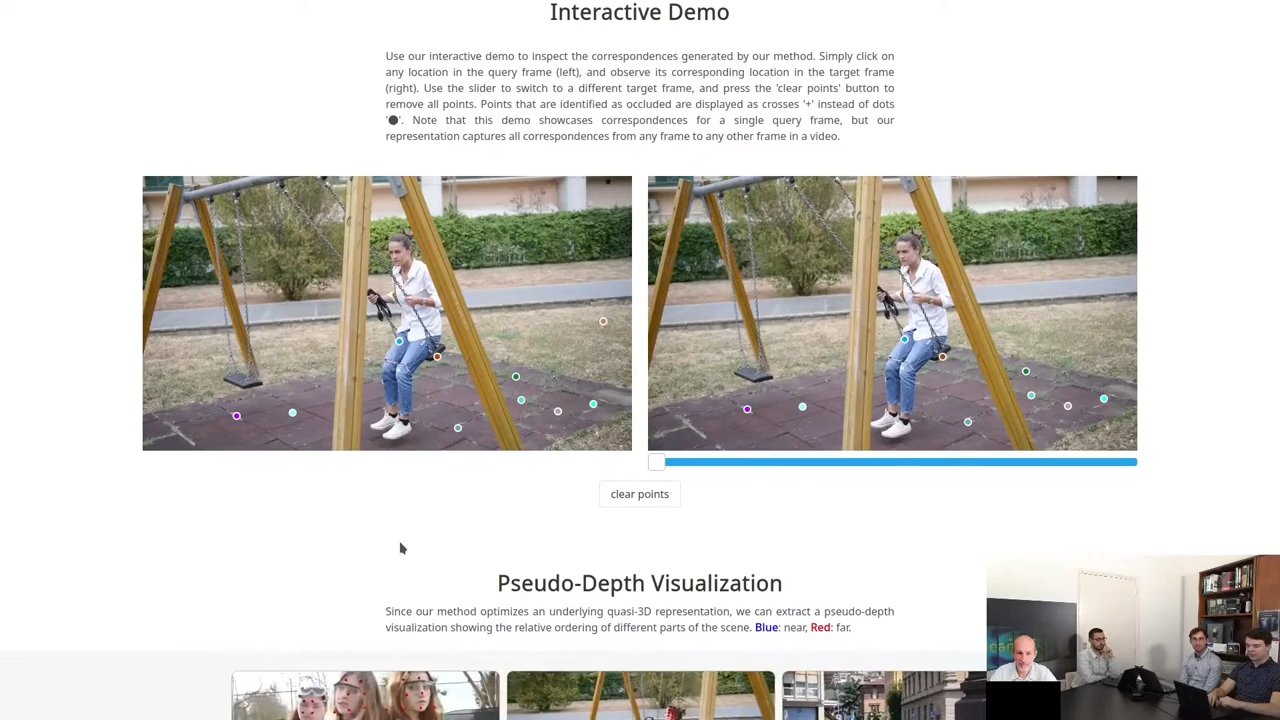 Interactive Demo
Use our interactive demo to inspect the correspondences generated by our method. Simply click on
any location in the query frame (left), and observe its corresponding location in the target frame
(right). Use the slider to switch to a different target frame, and press the 'clear points' button to
remove all points. Points that are identified as occluded are displayed as crosses '+' instead of dots
'●'. Note that this demo showcases correspondences for a single query frame, but our
representation captures all correspondences from any frame to any other frame in a video.
clear points
Pseudo-Depth Visualization
Since our method optimizes an underlying quasi-3D representation, we can extract a pseudo-depth
visualization showing the relative ordering of different parts of the scene. Blue: near, Red: far.